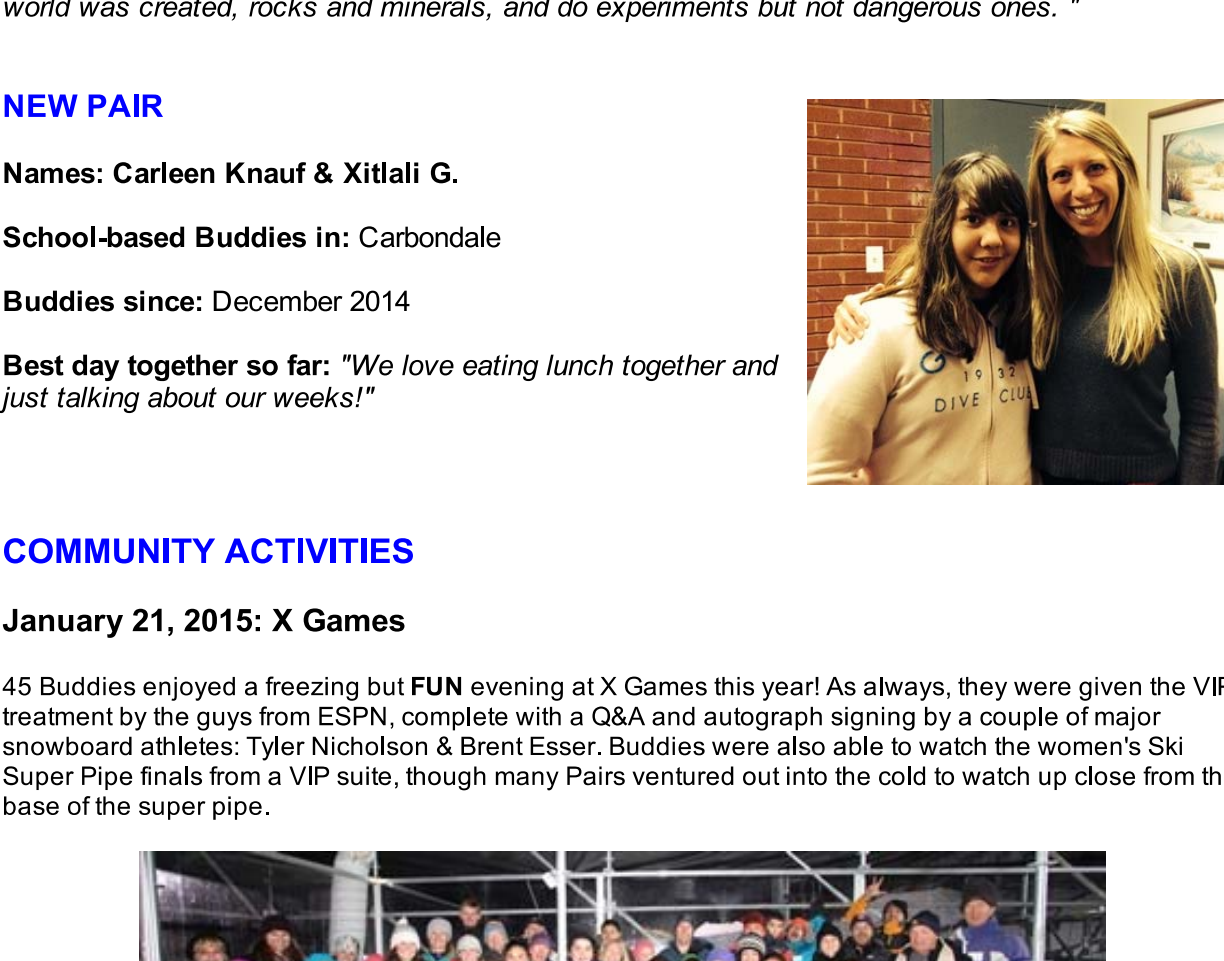 world was created, rocks and minerals, and do experiments but not dangerous ones. "
NEW PAIR
Names: Carleen Knauf & Xitlali G.
School-based Buddies in: Carbondale
Buddies since: December 2014
Best day together so far: "We love eating lunch together and
just talking about our weeks!"
G
19 32
DIVE CLUB
COMMUNITY ACTIVITIES
January 21, 2015: X Games
45 Buddies enjoyed a freezing but FUN evening at X Games this year! As always, they were given the VIP
treatment by the guys from ESPN, complete with a Q&A and autograph signing by a couple of major
snowboard athletes: Tyler Nicholson & Brent Esser. Buddies were also able to watch the women's Ski
Super Pipe finals from a VIP suite, though many Pairs ventured out into the cold to watch up close from th
base of the super pipe.